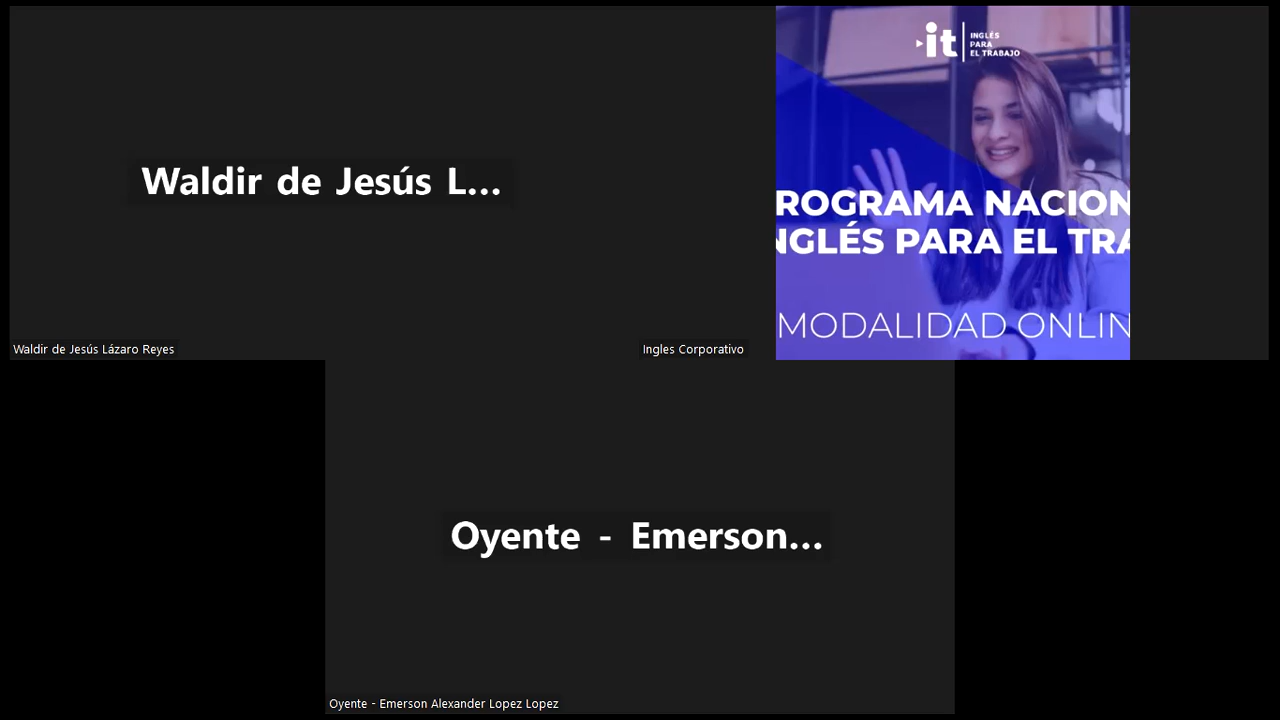 Waldir de Jesús L...
Waldir de Jesús Lázaro Reyes
it
INGLÉS
PARA
EL TRABAJO
ROGRAMA NACION
NGLÉS PARA EL TRA
MODALIDAD ONLIN
Ingles Corporativo
Oyente - Emerson...
Oyente - Emerson Alexander Lopez Lopez